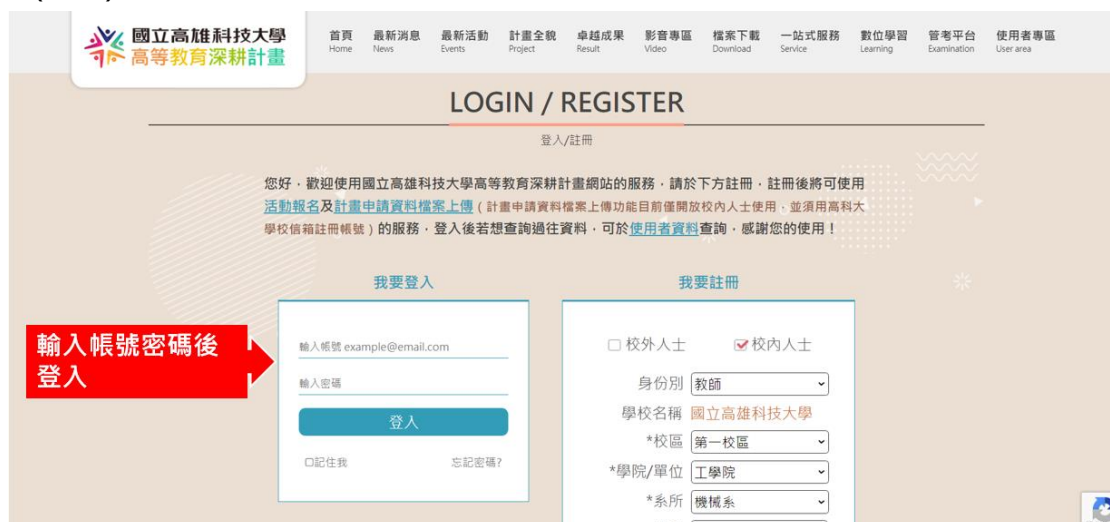 國立高雄科技大學
高等教育深耕計畫
首頁 最新消息 最新活動 計畫全貌 卓越成果 影音專區 檔案下載 一站式服務 數位學習 管考平台 使用者專區
Home News Events Project Result Video Download Service Learning Examination User area
LOGIN / REGISTER
登入/註冊
您好,歡迎使用國立高雄科技大學高等教育深耕計畫網站的服務,請於下方註冊,註冊後將可使用
活動報名及計畫申請資料檔案上傳(計畫申請資料檔案上傳功能目前僅開放校內人士使用,並須用高科大
學校信箱註冊帳號)的服務,登入後若想查詢過往資料,可於使用者資料查詢,感謝您的使用!
我要登入
輸入帳號密碼後
登入
輸入帳號 example@email.com
輸入密碼
登入
記住我 忘記密碼?
我要註冊
校外人士 校內人士
身份別 教師
學校名稱 國立高雄科技大學
*校區 第一校區
*學院/單位 工學院
*系所 機械系